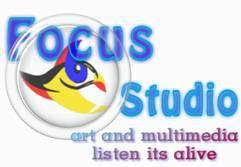 Focus
Studio
art and multimedia
listen its alive